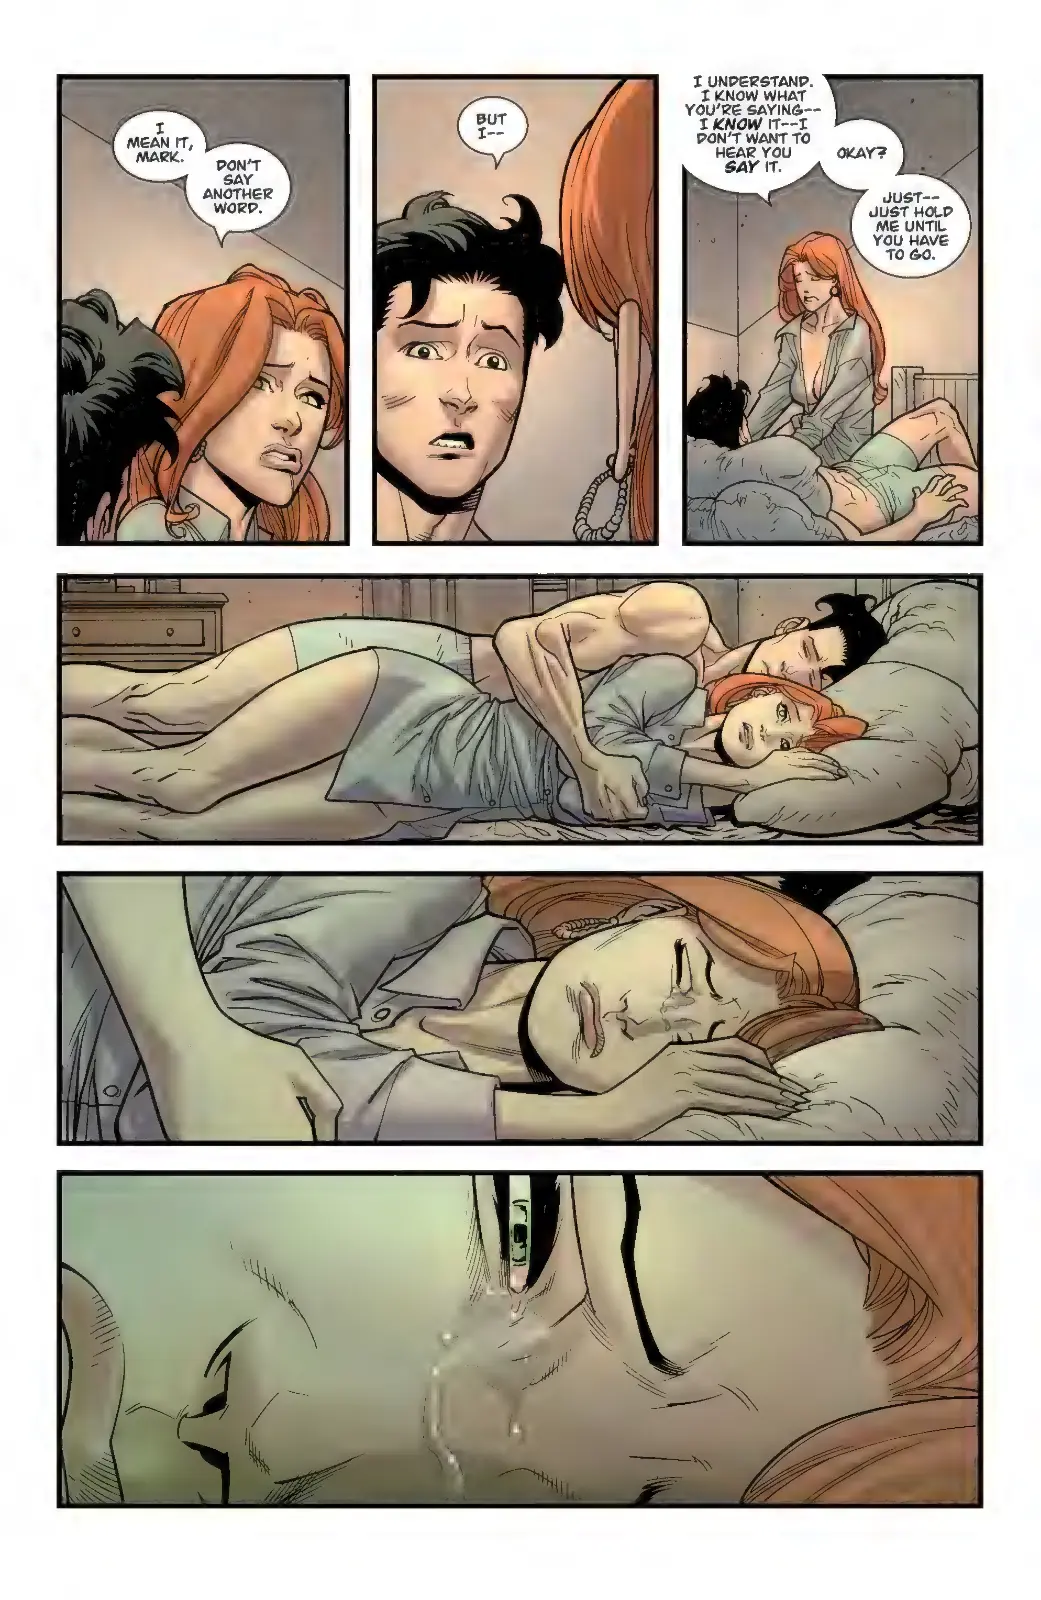 I
MEAN IT,
MARK.
DON'T
SAY
ANOTHER
WORD.
BUT
I--
I UNDERSTAND.
I KNOW WHAT
YOU'RE SAYING--
I KNOW IT--I
DON'T WANT TO
HEAR YOU
SAY IT.
OKAY?
JUST--
JUST HOLD
ME UNTIL
YOU HAVE
TO GO.